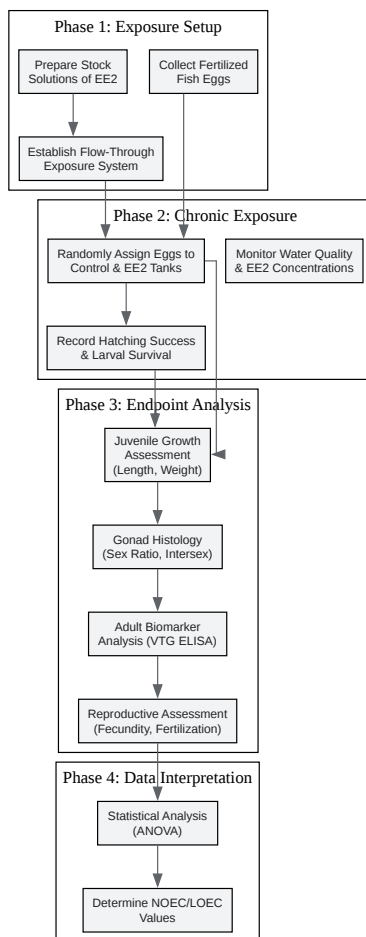 Phase 1: Exposure Setup
Prepare Stock
Solutions of EE2
Collect Fertilized
Fish Eggs
Establish Flow-Through
Exposure System
Phase 2: Chronic Exposure
Randomly Assign Eggs to
Control & EE2 Tanks
Monitor Water Quality
& EE2 Concentrations
Record Hatching Success
& Larval Survival
Phase 3: Endpoint Analysis
Juvenile Growth
Assessment
(Length, Weight)
Gonad Histology
(Sex Ratio, Intersex)
Adult Biomarker
Analysis (VTG ELISA)
Reproductive Assessment
(Fecundity, Fertilization)
Phase 4: Data Interpretation
Statistical Analysis
(ANOVA)
Determine NOEC/LOEC
Values